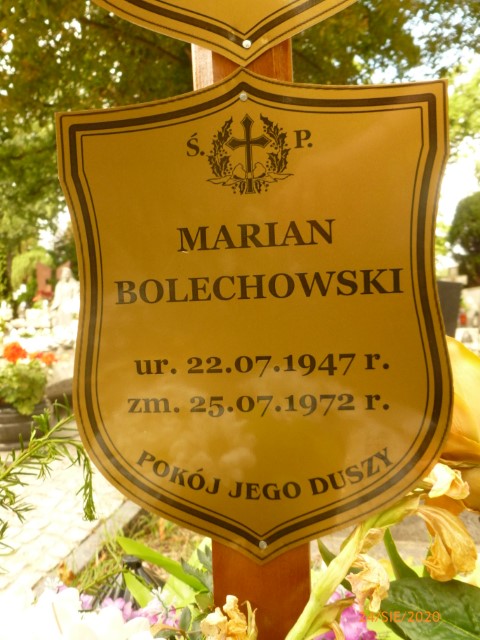 Ś. P.
MARIAN
BOLECHOWSKI
ur. 22.07.1947 r.
zm. 25.07.1972 r.
POKÓJ JEGO DUSZY